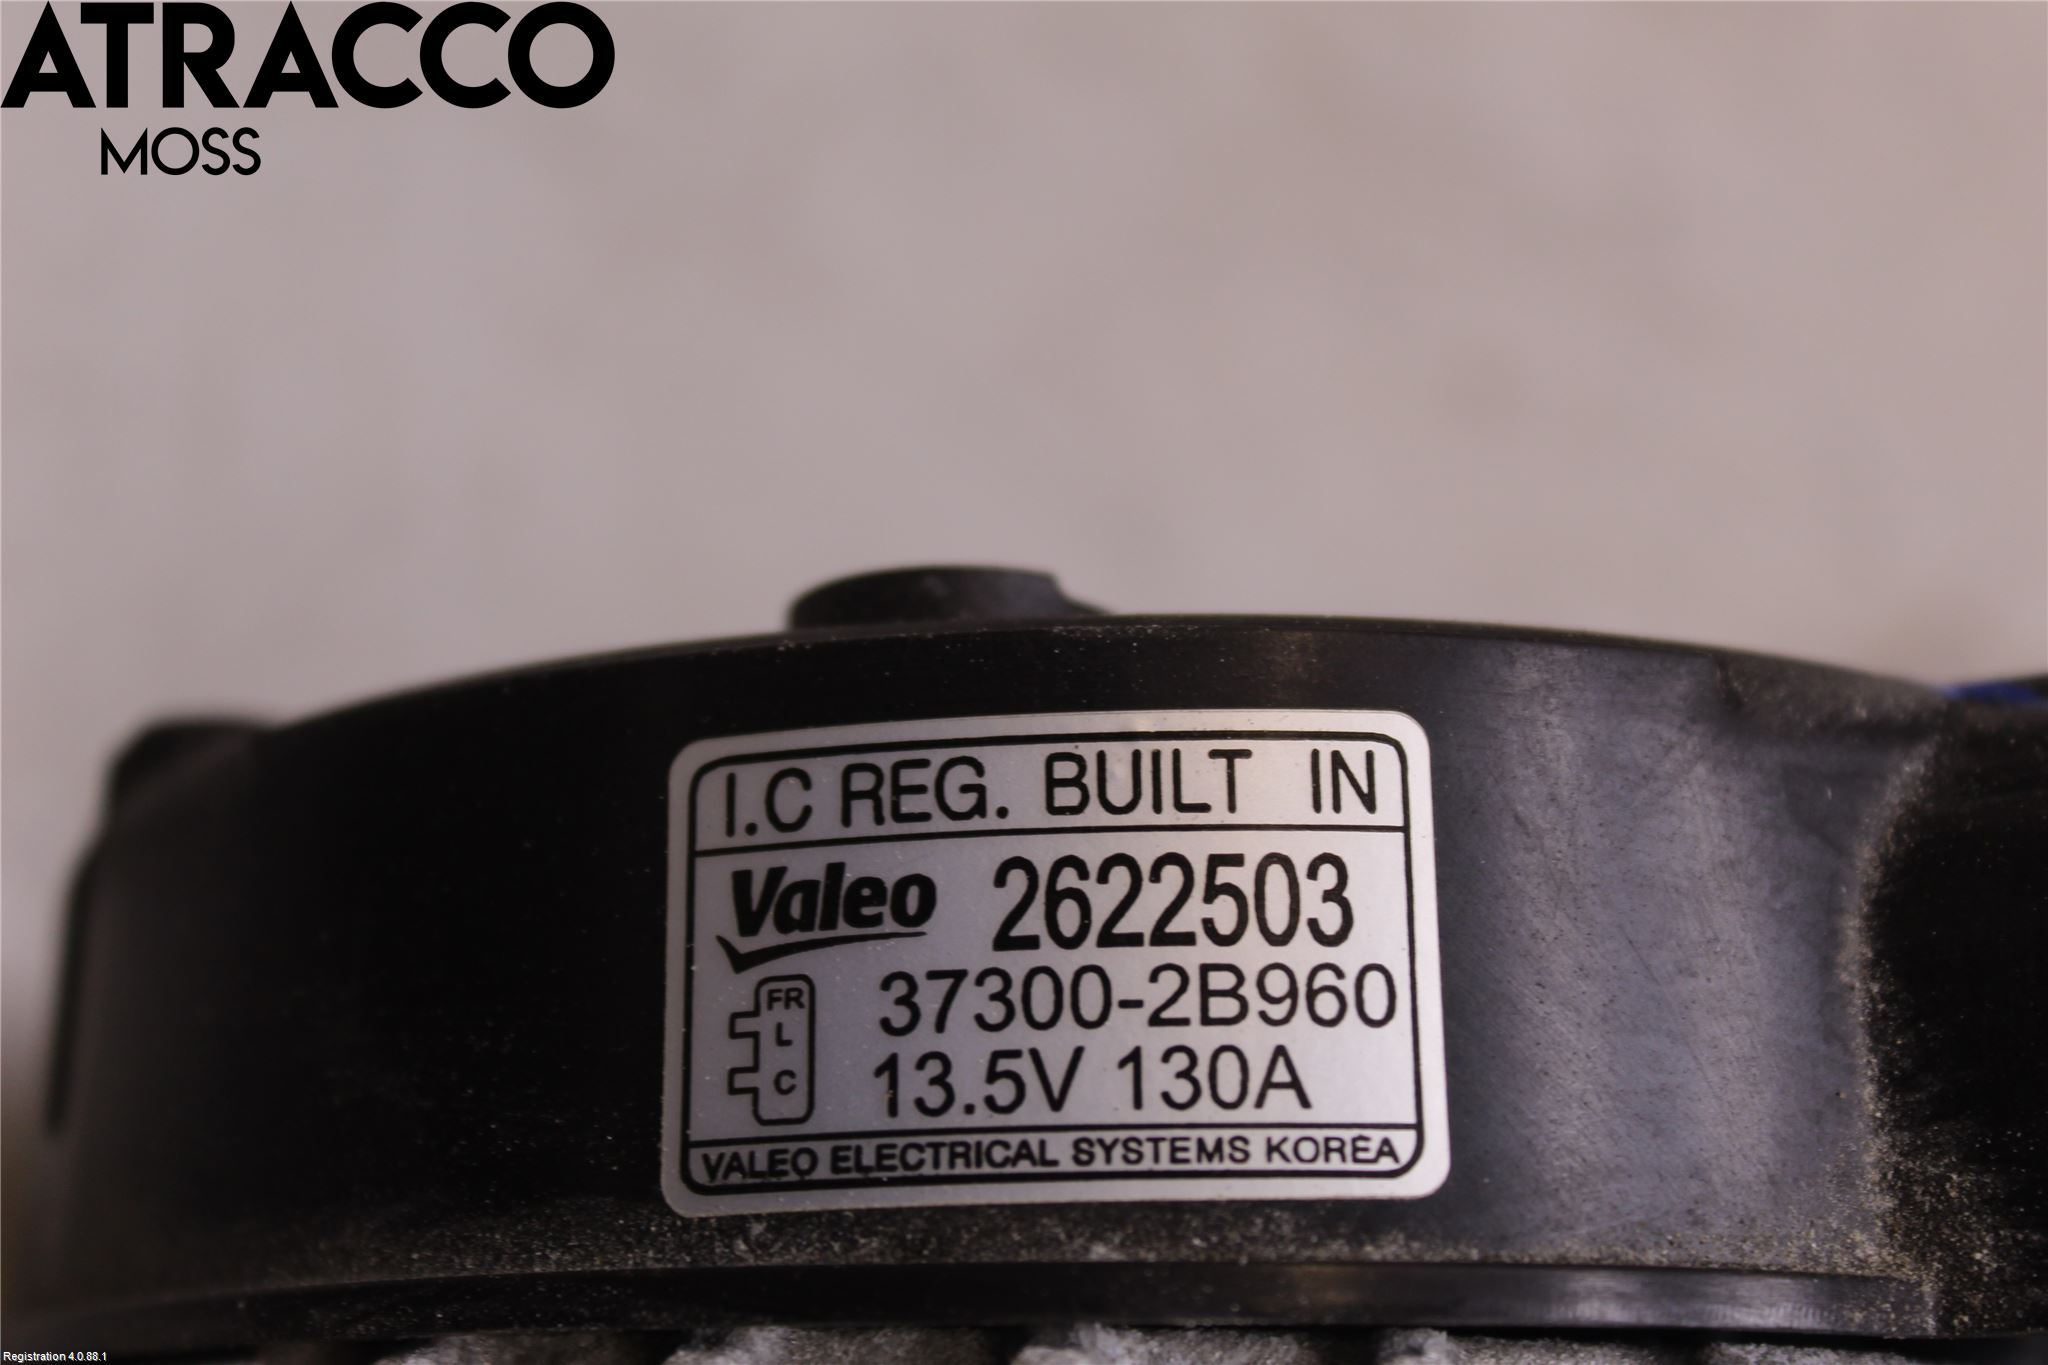 ATRACCO
MOSS
I.C REG. BUILT IN
Valeo 2622503
FR
L
C
37300-2B960
13.5V 130A
VALEO ELECTRICAL SYSTEMS KOREA
Registration 4.0.88.1